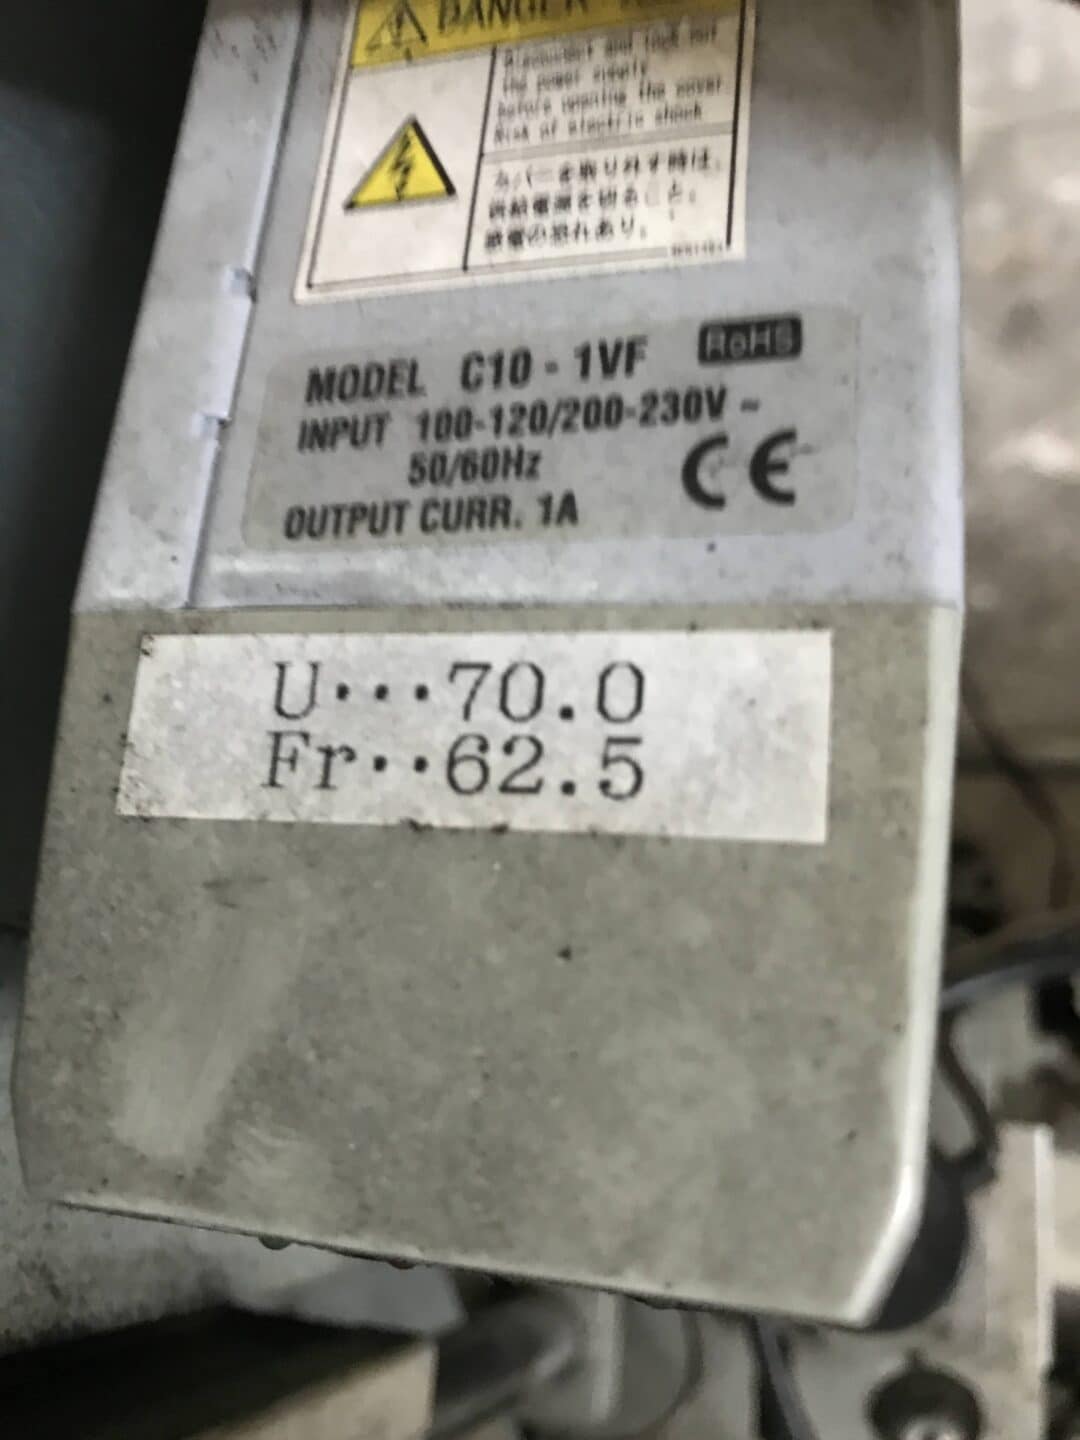 DANGER
Disconnect and lock out
the power supply
before opening the cover
Risk of electric shock
カバーを取り外す時は、
供給電源を切ること。
感電の恐れあり。
MODEL C10 - 1VF RoHS
INPUT 100-120/200-230V ~
50/60Hz
CE
OUTPUT CURR. 1A
U···70.0
Fr··62.5